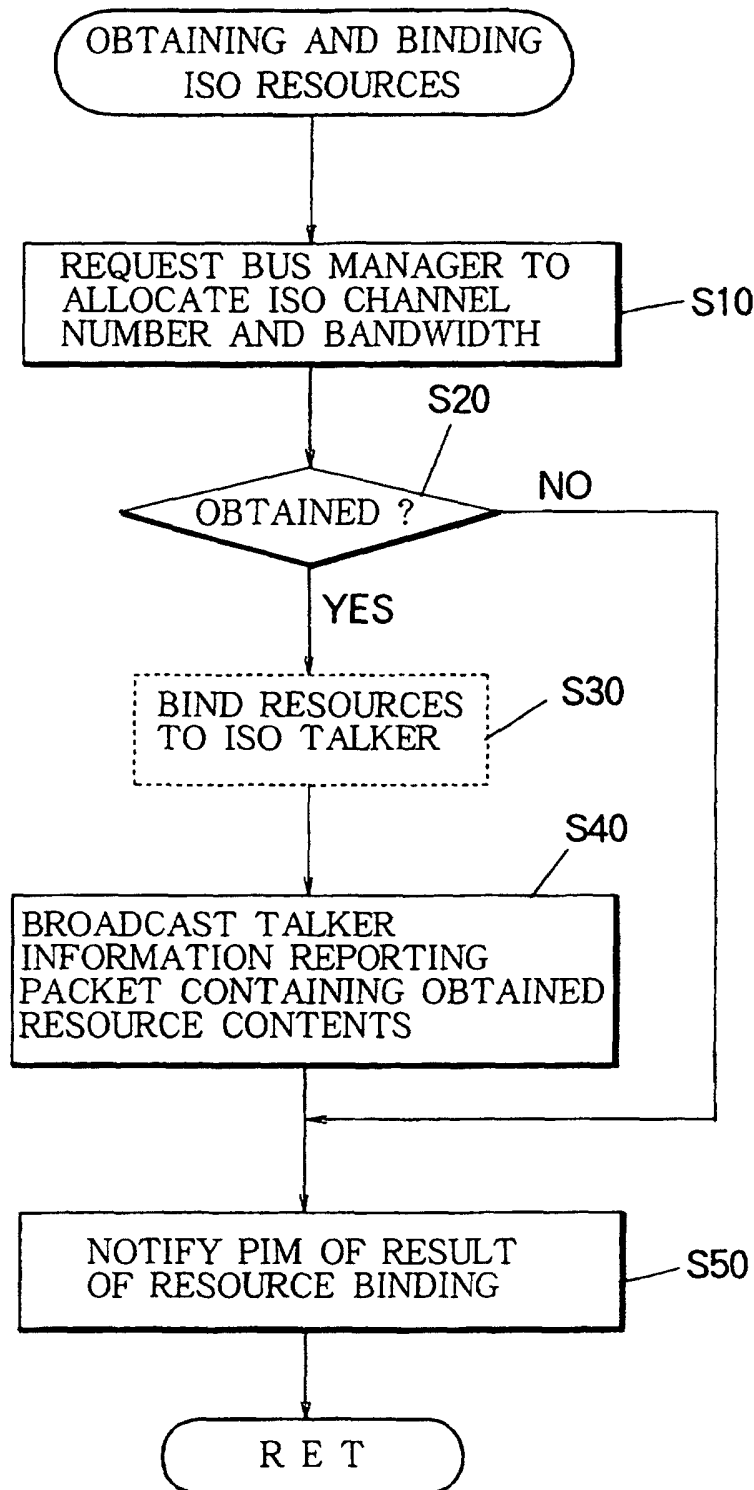 OBTAINING AND BINDING
ISO RESOURCES
REQUEST BUS MANAGER TO
ALLOCATE ISO CHANNEL
NUMBER AND BANDWIDTH
S10
S20
OBTAINED ?
NO
YES
BIND RESOURCES
TO ISO TALKER
S30
S40
BROADCAST TALKER
INFORMATION REPORTING
PACKET CONTAINING OBTAINED
RESOURCE CONTENTS
NOTIFY PIM OF RESULT
OF RESOURCE BINDING
S50
R E T